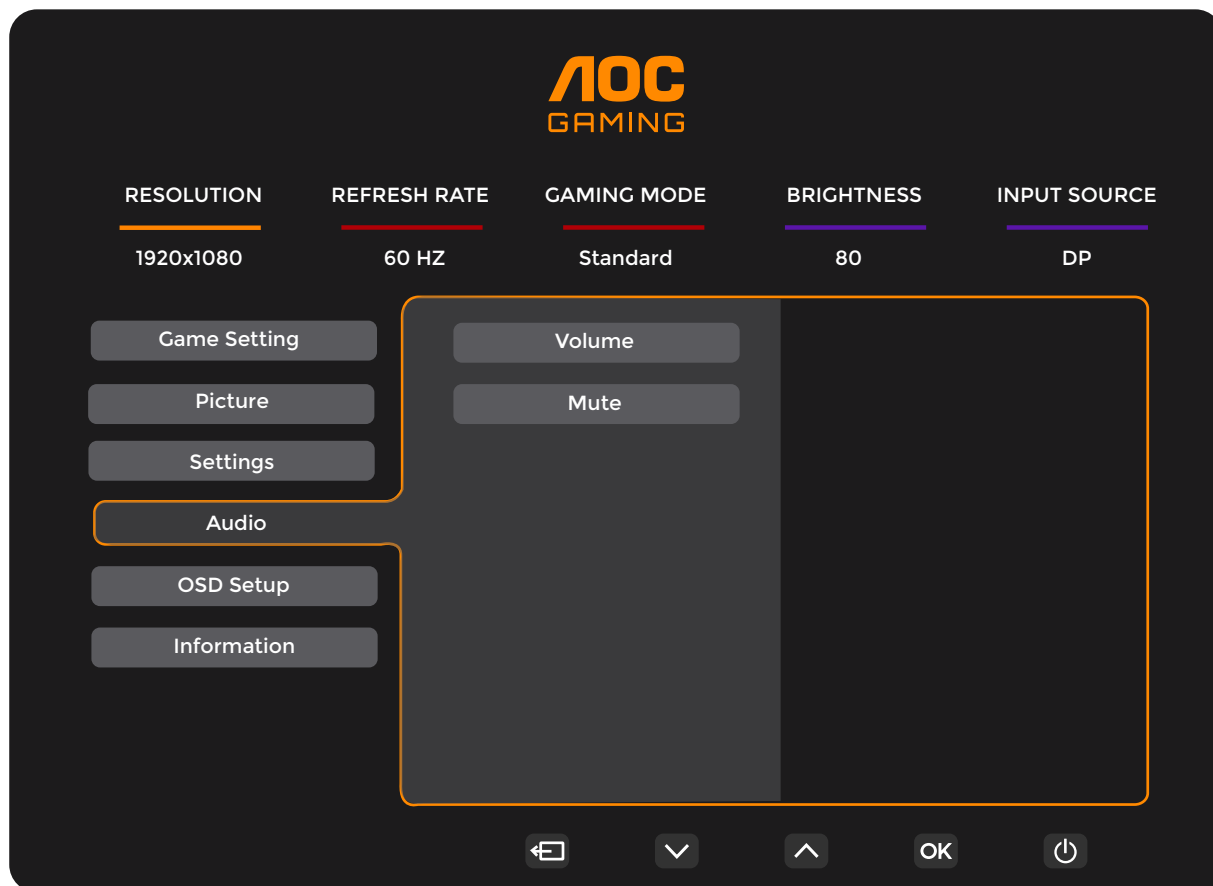 AOC
GAMING
RESOLUTION REFRESH RATE GAMING MODE BRIGHTNESS INPUT SOURCE
1920x1080 60 HZ Standard 80 DP
Game Setting Volume
Picture Mute
Settings
Audio
OSD Setup
Information
OK